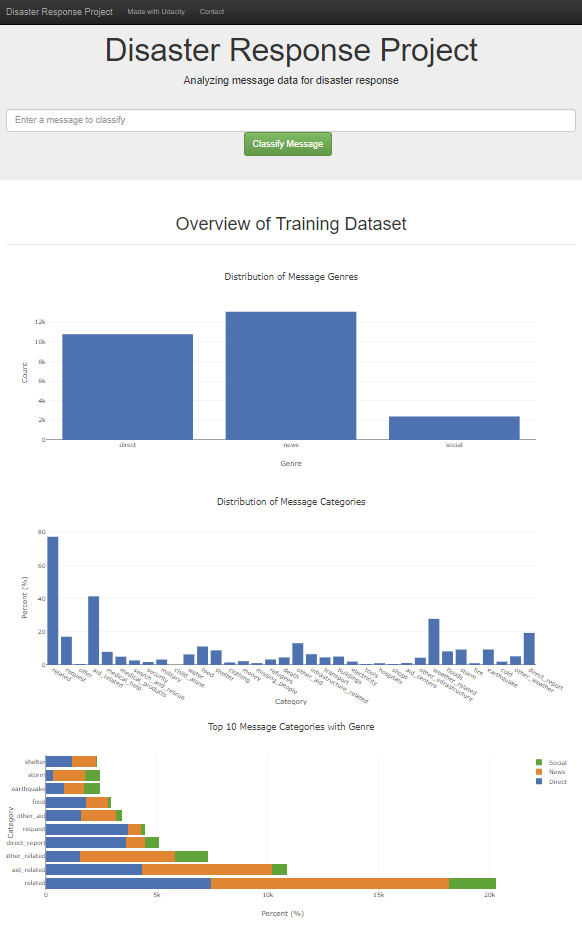 Disaster Response Project Made with Udacity Contact
Disaster Response Project
Analyzing message data for disaster response
Enter a message to classify
Classify Message
Overview of Training Dataset
Distribution of Message Genres
12k
10k
8k
6k
4k
2k
0
Count
direct news social
Genre
Distribution of Message Categories
80
60
40
20
0
Percent (%)
related
request
offer
aid_related
medical_help
medical_products
search_and_rescue
security
military
child_alone
water
food
shelter
clothing
money
missing_people
refugees
death
other_aid
infrastructure_related
transport
buildings
electricity
tools
hospitals
shops
aid_centers
other_infrastructure
weather_related
floods
storm
fire
earthquake
cold
other_weather
direct_report
Category
Top 10 Message Categories with Genre
shelter
storm
earthquake
food
other_aid
request
direct_report
ather_related
aid_related
related
Category
0 5k 10k 15k 20k
Percent (%)
Social
News
Direct